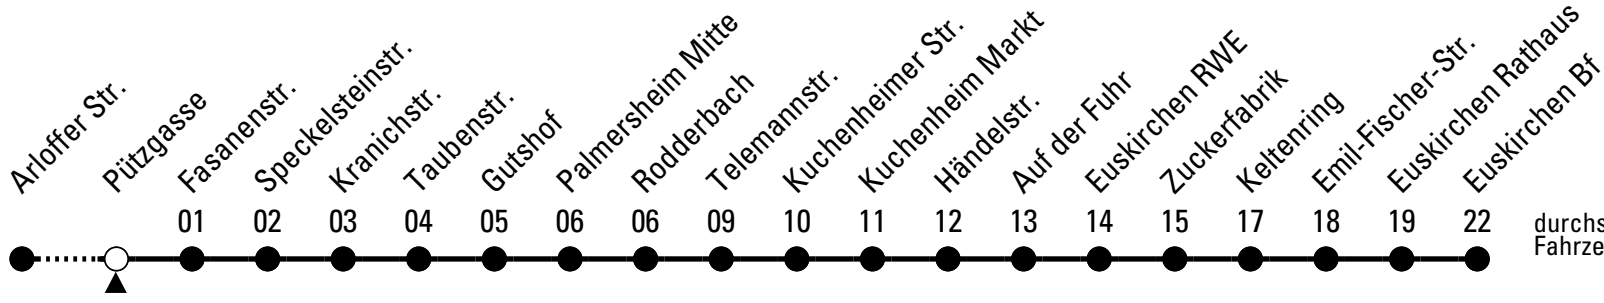 Arloffer Str.
Pützgasse
Fasanenstr.
Speckelsteinstr.
Kranichstr.
Taubenstr.
Gutshof
Palmersheim Mitte
Rodderbach
Telemannstr.
Kuchenheimer Str.
Kuchenheim Markt
Händelstr.
Auf der Fuhr
Euskirchen RWE
Zuckerfabrik
Keltenring
Emil-Fischer-Str.
Euskirchen Rathaus
Euskirchen Bf
01 02 03 04 05 06 06 09 10 11 12 13 14 15 17 18 19 22
durchs
Fahrze